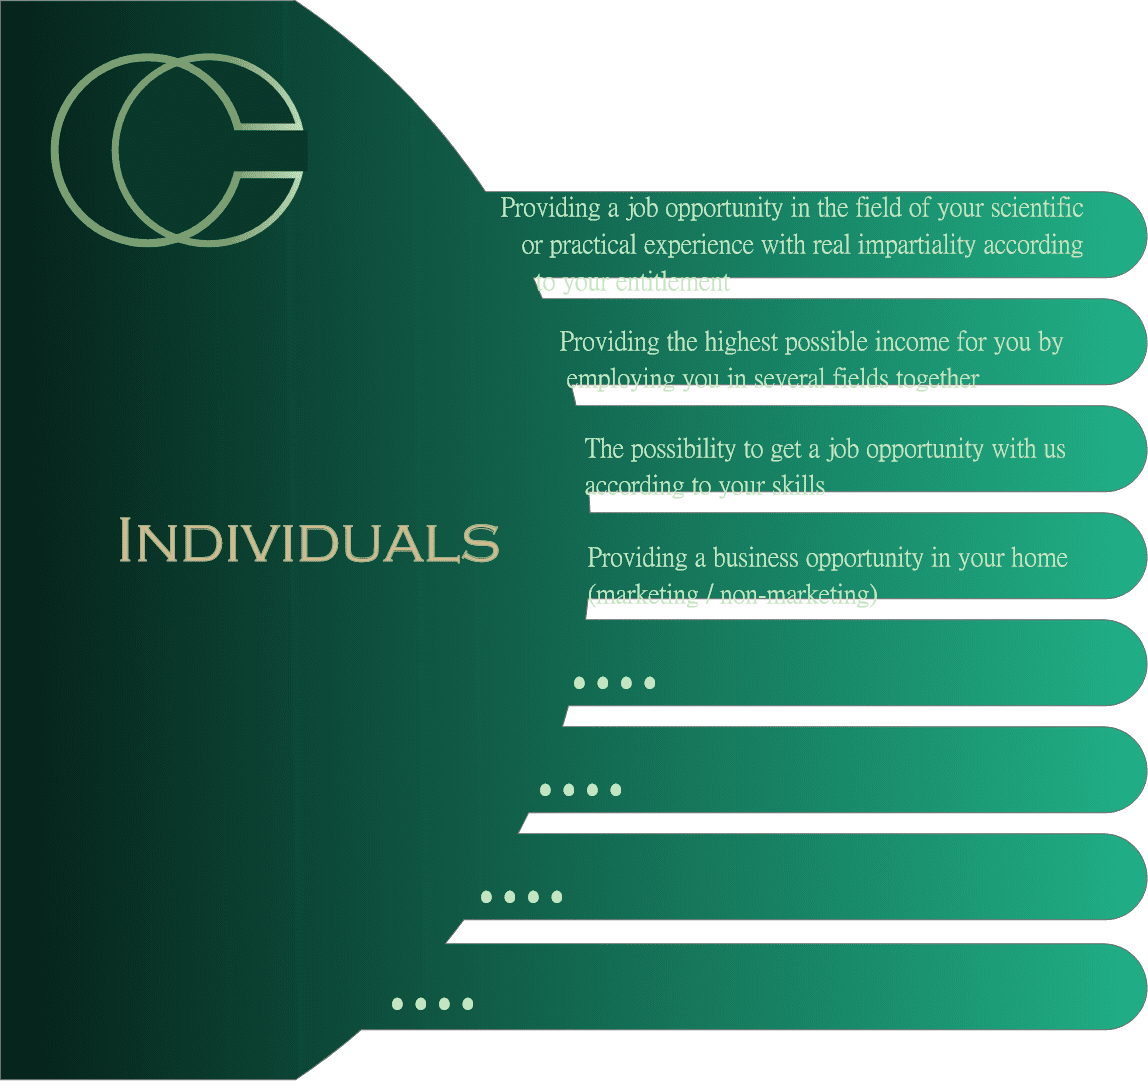 Providing a job opportunity in the field of your scientific
or practical experience with real impartiality according
to your entitlement
Providing the highest possible income for you by
employing you in several fields together
The possibility to get a job opportunity with us
according to your skills
INDIVIDUALS
Providing a business opportunity in your home
(marketing / non-marketing)
••••
••••
••••
••••